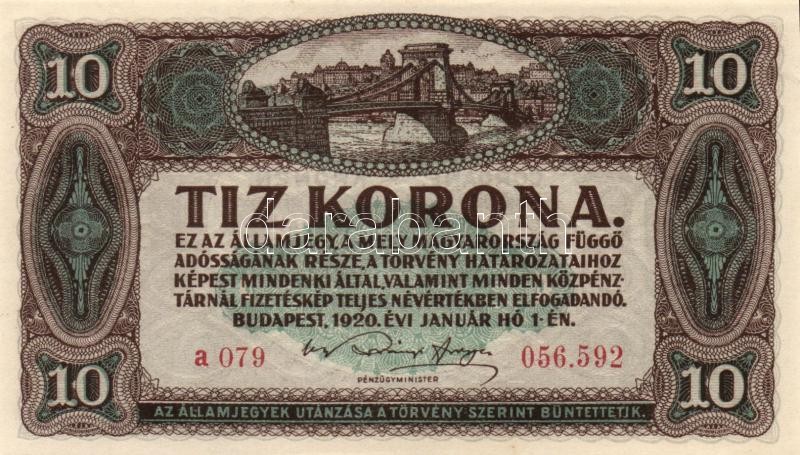 10 10
TIZ KORONA.
EZ AZ ÁLLAMJEGY, A MELY MAGYARORSZÁG FÜGGŐ
ADÓSSÁGÁNAK RÉSZE, A TÖRVÉNY HATÁROZATAIHOZ
KÉPEST MINDENKI ÁLTAL, VALAMINT MINDEN KÖZPÉNZ-
TÁRNÁL FIZETÉSKÉP TELJES NÉVÉRTÉKBEN ELFOGADANDÓ.
BUDAPEST, 1920. ÉVI JANUÁR HÓ 1-ÉN.
a 079 056.592
PÉNZÜGYMINISTER
10 10
AZ ÁLLAMJEGYEK UTÁNZÁSA A TÖRVÉNY SZERINT BÜNTETTETIK.
darabanth